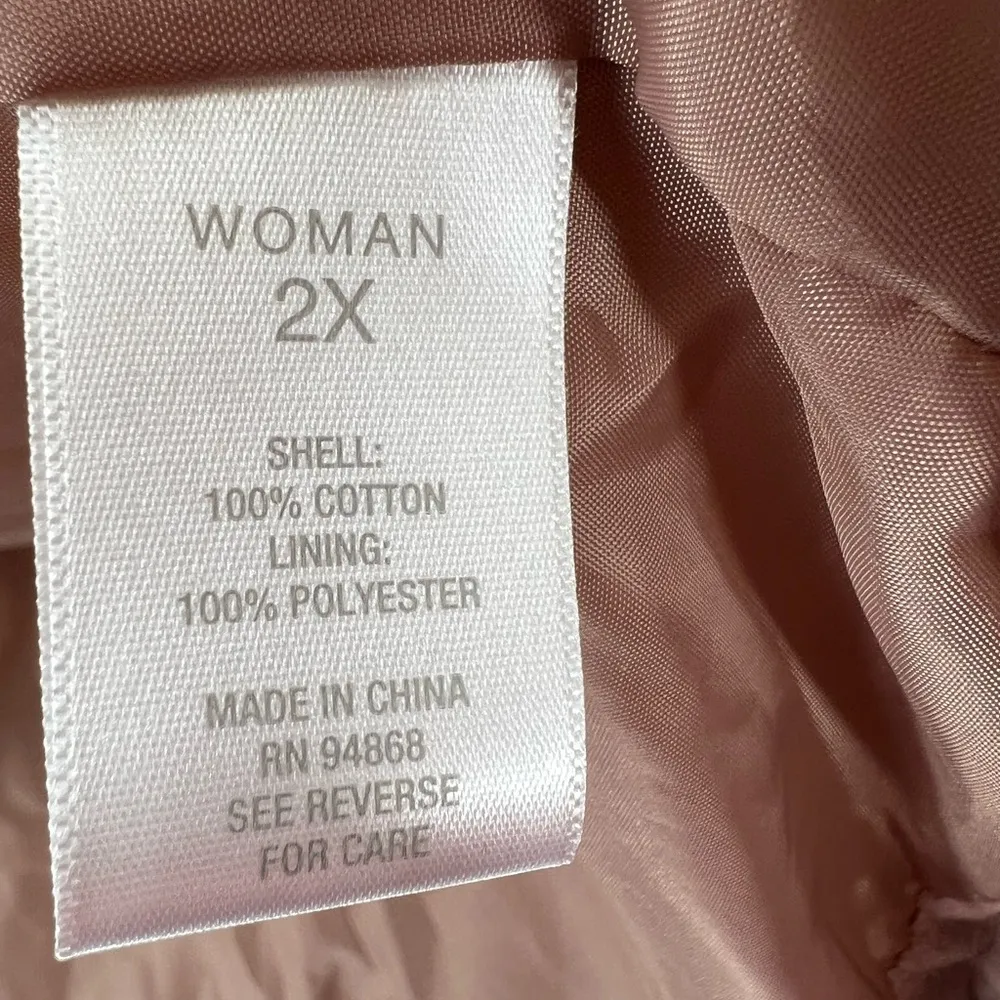 WOMAN
2X
SHELL:
100% COTTON
LINING:
100% POLYESTER
MADE IN CHINA
RN 94868
SEE REVERSE
FOR CARE